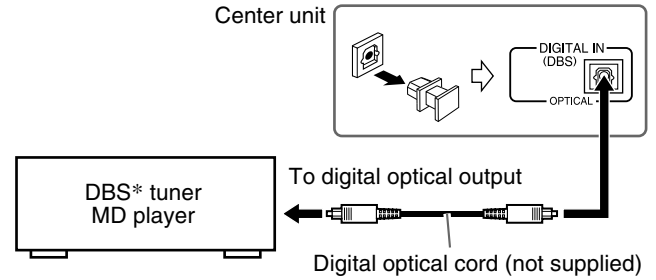 Center unit
DIGITAL IN
(DBS)
OPTICAL
To digital optical output
DBS* tuner
MD player
Digital optical cord (not supplied)